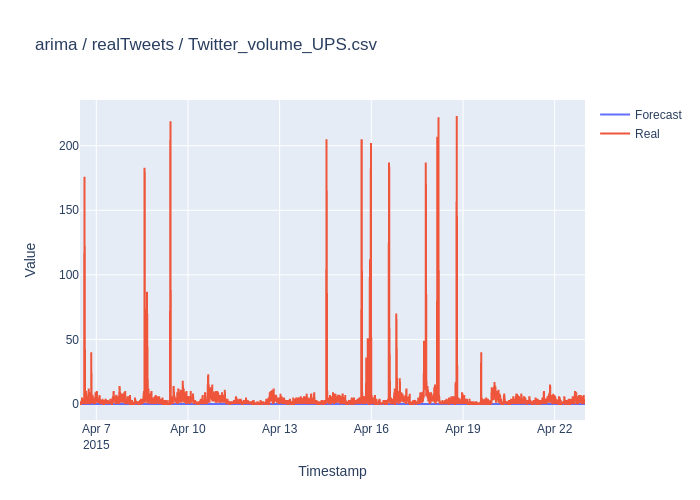 arima / realTweets / Twitter_volume_UPS.csv
Forecast
Real
200
150
100
50
0
Value
Apr 7
2015
Apr 10
Apr 13
Apr 16
Apr 19
Apr 22
Timestamp